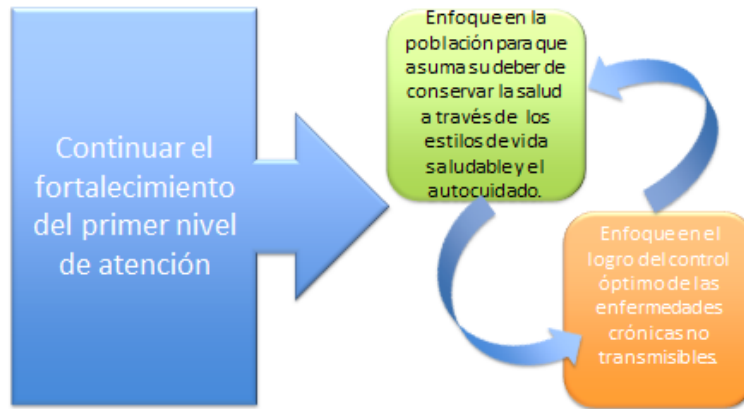 Continuar el
fortalecimiento
del primer nivel
de atención
Enfoque en la
población para que
asuma su deber de
conservar la salud
a través de los
estilos de vida
saludable y el
autocuidado.
Enfoque en el
logro del control
óptimo de las
enfermedades
crónicas no
transmisibles.